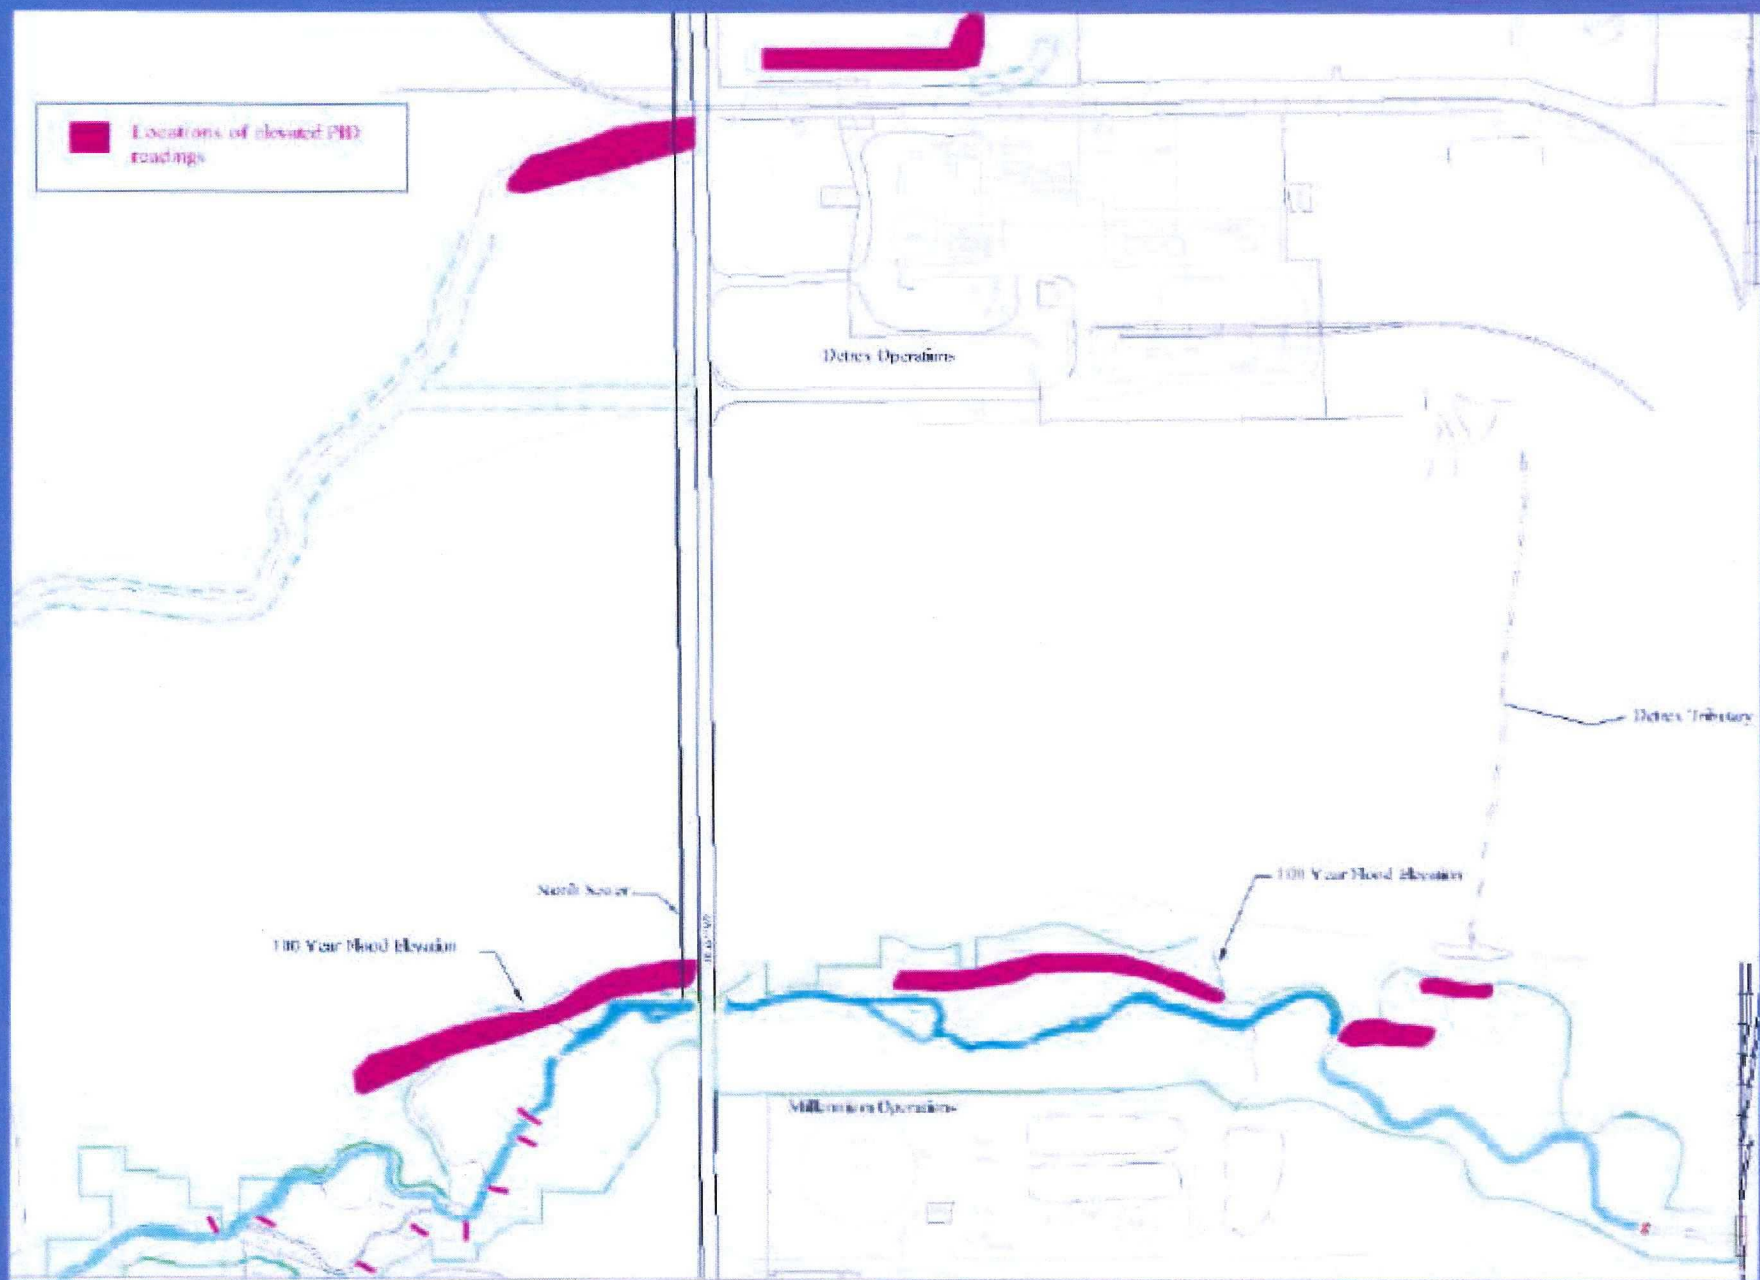 Locations of elevated PID
readings
Detrex Operations
Detrex Tributary
100 Year Flood Elevation
North Sewer
100 Year Flood Elevation
Millennium Operations